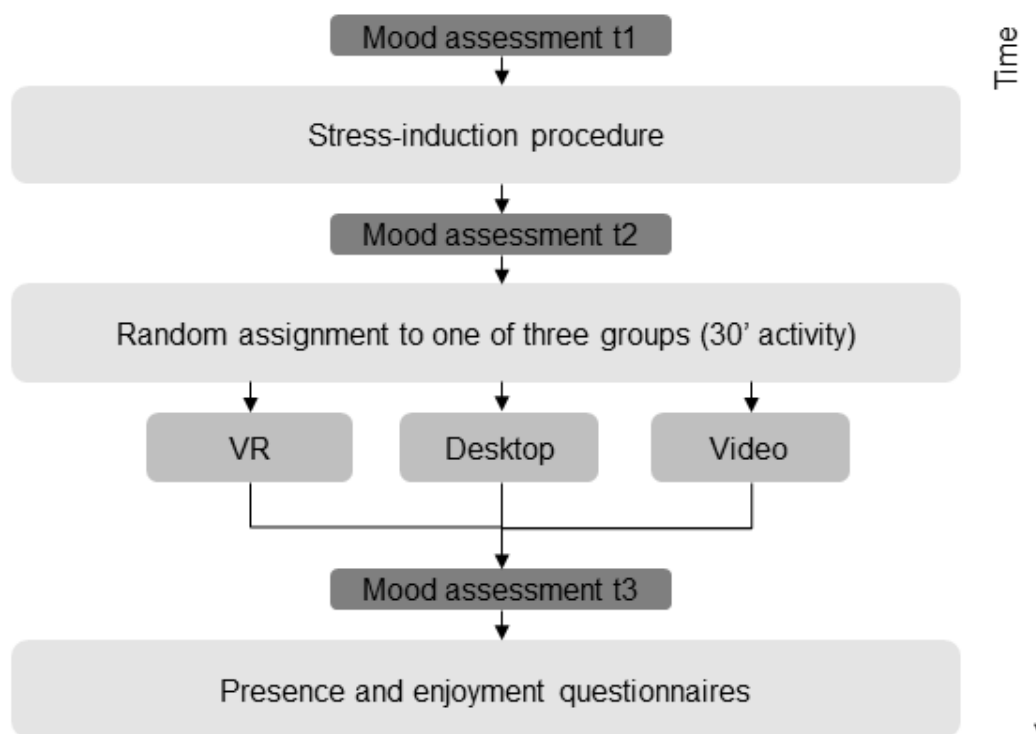 Mood assessment t1
Time
Stress-induction procedure
Mood assessment t2
Random assignment to one of three groups (30’ activity)
VR
Desktop
Video
Mood assessment t3
Presence and enjoyment questionnaires